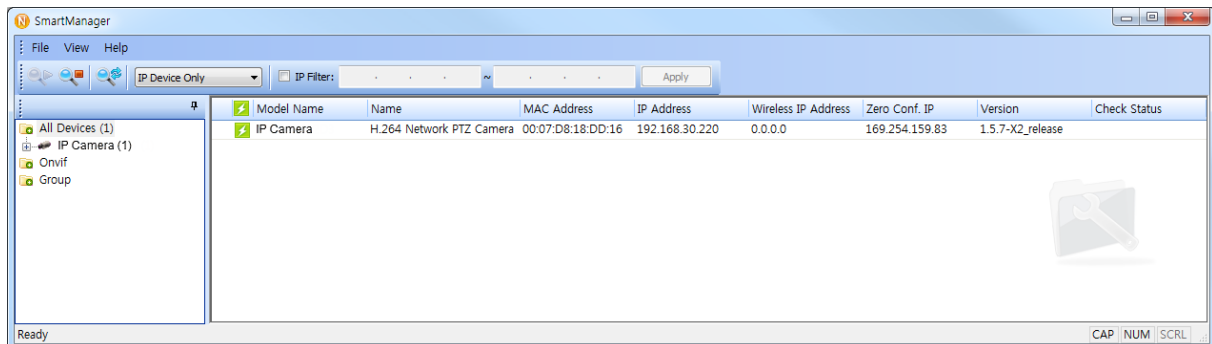 SmartManager
File View Help
IP Device Only IP Filter: . . . ~ . . . Apply
Model Name Name MAC Address IP Address Wireless IP Address Zero Conf. IP Version Check Status
All Devices (1)
IP Camera H.264 Network PTZ Camera 00:07:D8:18:DD:16 192.168.30.220 0.0.0.0 169.254.159.83 1.5.7-X2_release
IP Camera (1)
Onvif
Group
Ready CAP NUM SCRL